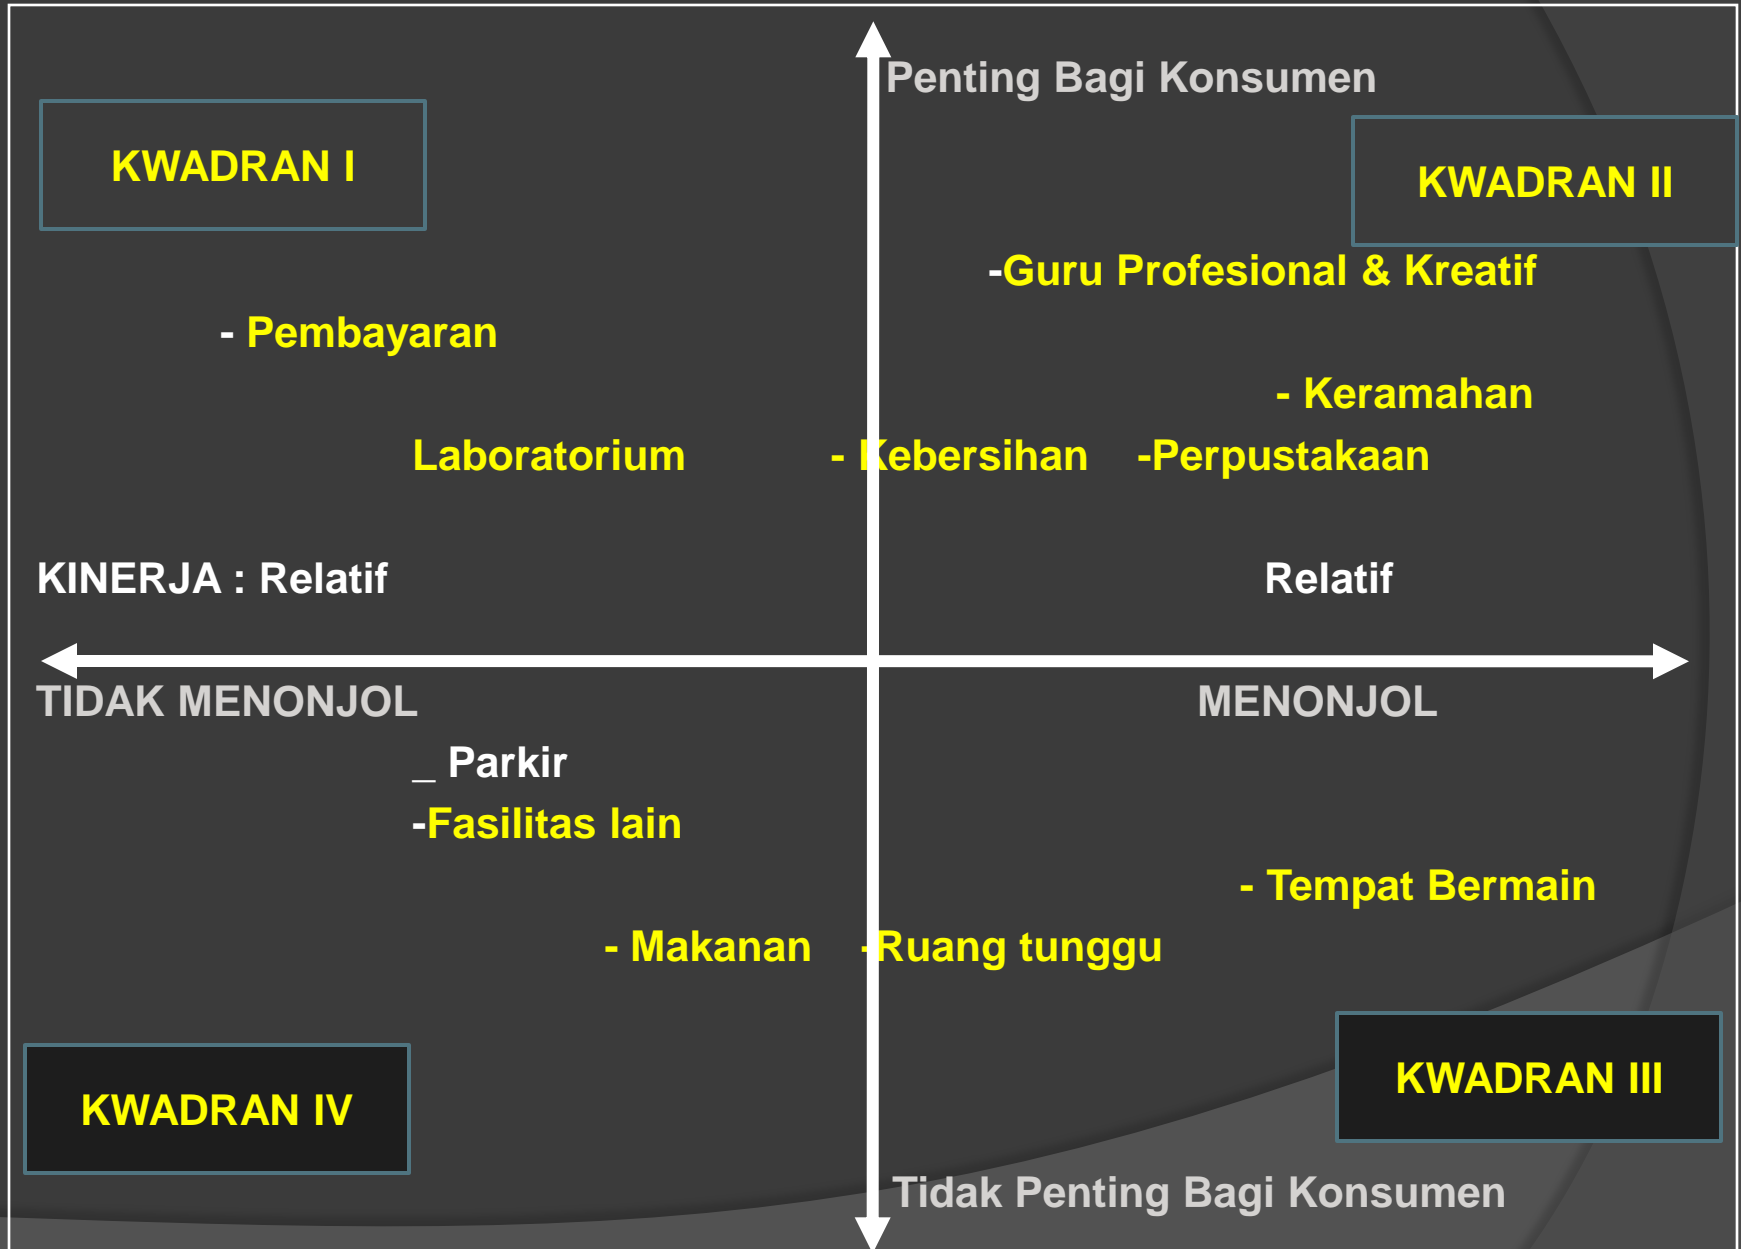 Penting Bagi Konsumen
KWADRAN I
KWADRAN II
-Guru Profesional & Kreatif
- Pembayaran
- Keramahan
Laboratorium - Kebersihan -Perpustakaan
KINERJA : Relatif Relatif
TIDAK MENONJOL MENONJOL
_ Parkir
-Fasilitas lain
- Tempat Bermain
- Makanan -Ruang tunggu
KWADRAN III
KWADRAN IV
Tidak Penting Bagi Konsumen